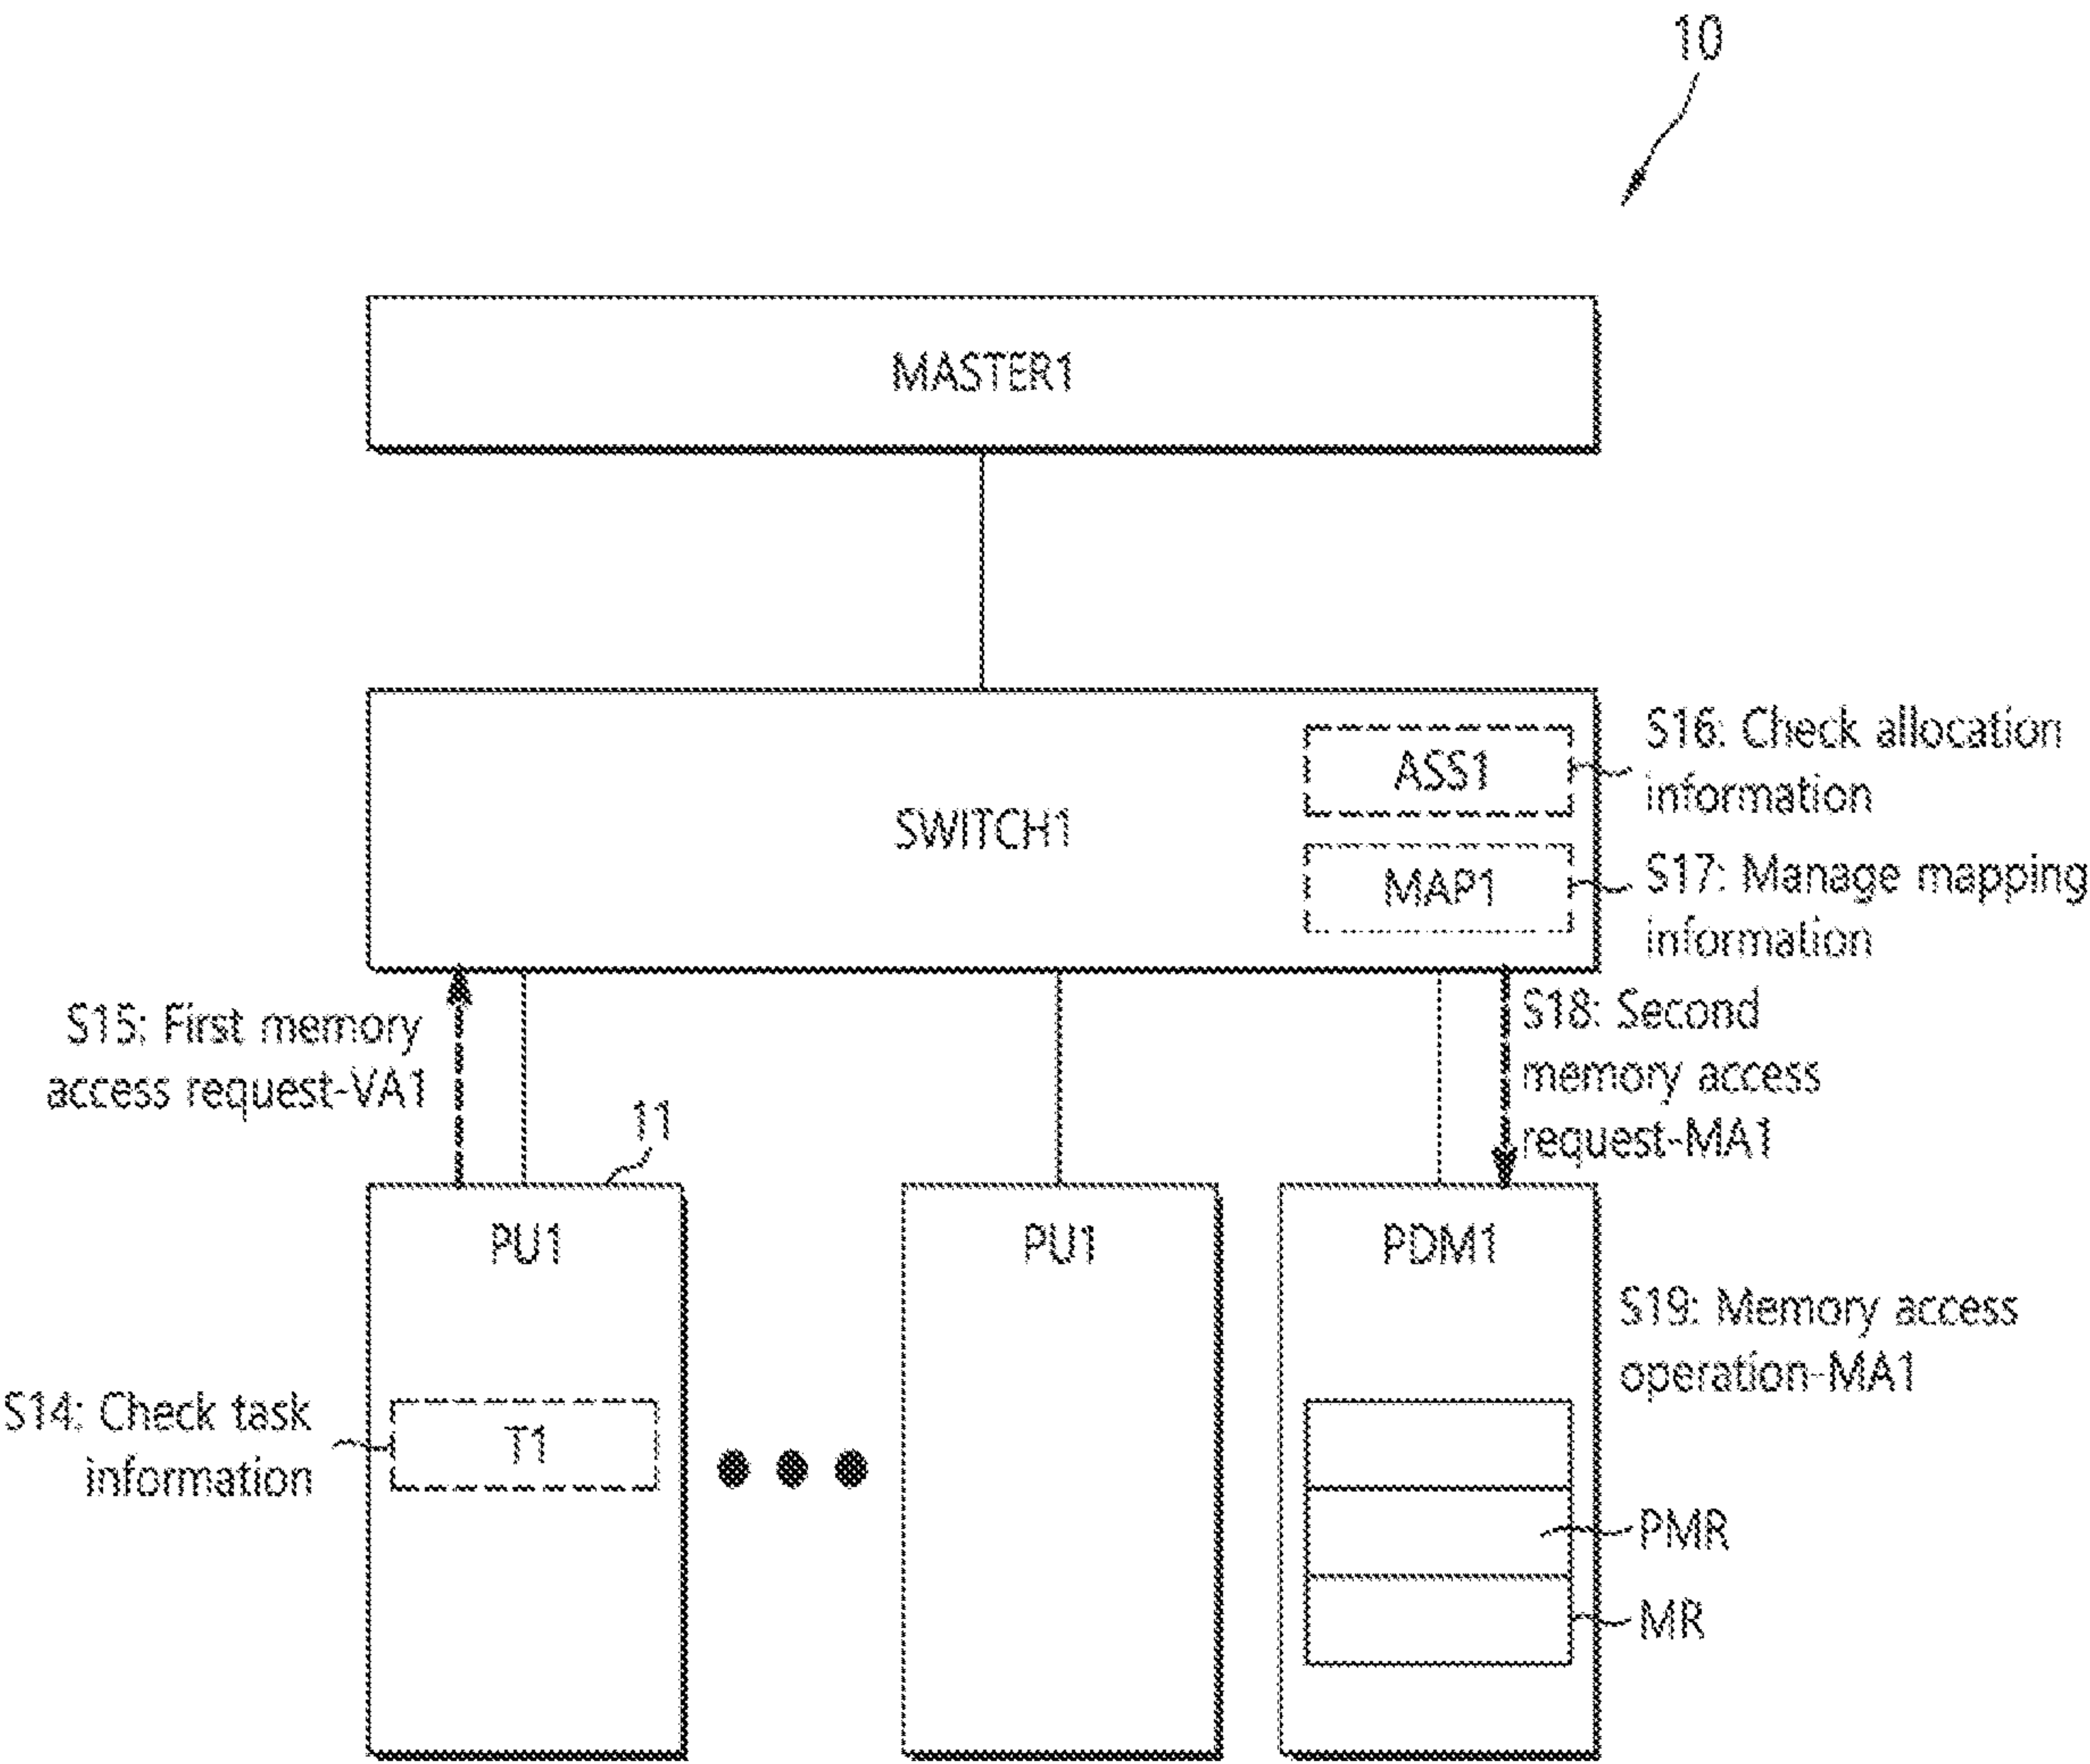 10
MASTER1
SWITCH1
ASS1
MAP1
S16: Check allocation
information
S17: Manage mapping
information
S15: First memory
access request-VA1
S18: Second
memory access
request-MA1
11
PU1
PU1
PDM1
S19: Memory access
operation-MA1
S14: Check task
information
T1
PMR
MR